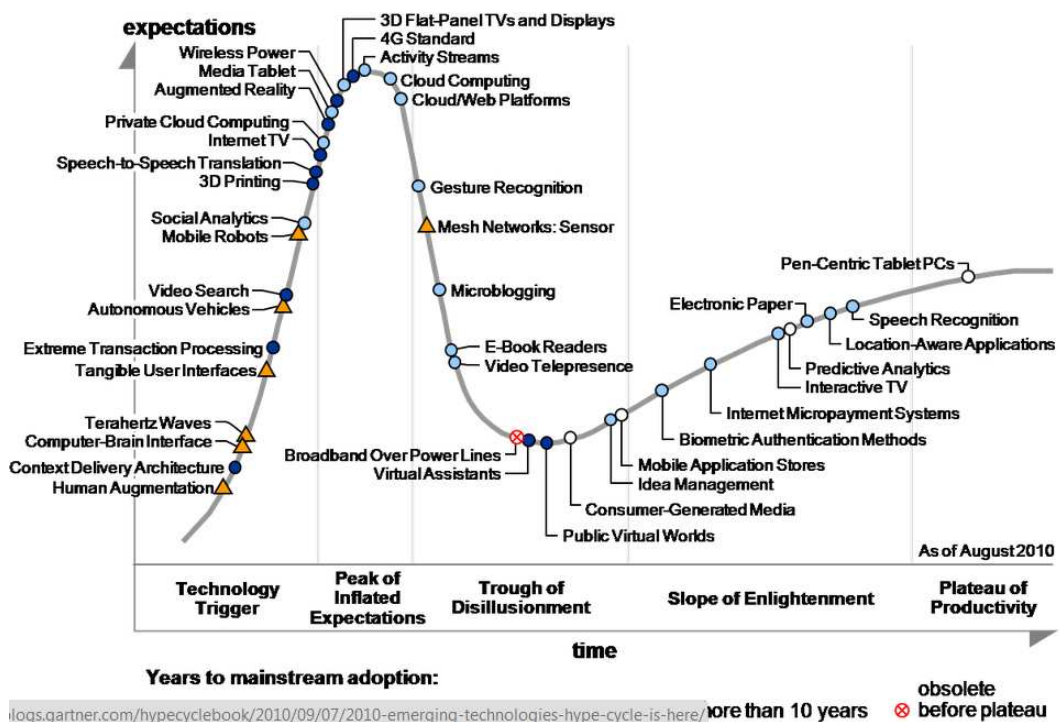 expectations
3D Flat-Panel TVs and Displays
4G Standard
Activity Streams
Wireless Power
Media Tablet
Augmented Reality
Cloud Computing
Cloud/Web Platforms
Private Cloud Computing
Internet TV
Speech-to-Speech Translation
3D Printing
Gesture Recognition
Social Analytics
Mobile Robots
Mesh Networks: Sensor
Pen-Centric Tablet PCs
Video Search
Autonomous Vehicles
Microblogging
Electronic Paper
Speech Recognition
Location-Aware Applications
Extreme Transaction Processing
Tangible User Interfaces
E-Book Readers
Video Telepresence
Predictive Analytics
Interactive TV
Internet Micropayment Systems
Terahertz Waves
Computer-Brain Interface
Context Delivery Architecture
Human Augmentation
Biometric Authentication Methods
Broadband Over Power Lines
Virtual Assistants
Mobile Application Stores
Idea Management
Consumer-Generated Media
Public Virtual Worlds
As of August 2010
Technology
Trigger
Peak of
Inflated
Expectations
Trough of
Disillusionment
Slope of Enlightenment
Plateau of
Productivity
time
Years to mainstream adoption:
obsolete
before plateau
logs.gartner.com/hypecyclebook/2010/09/07/2010-emerging-technologies-hype-cycle-is-here/
ore than 10 years